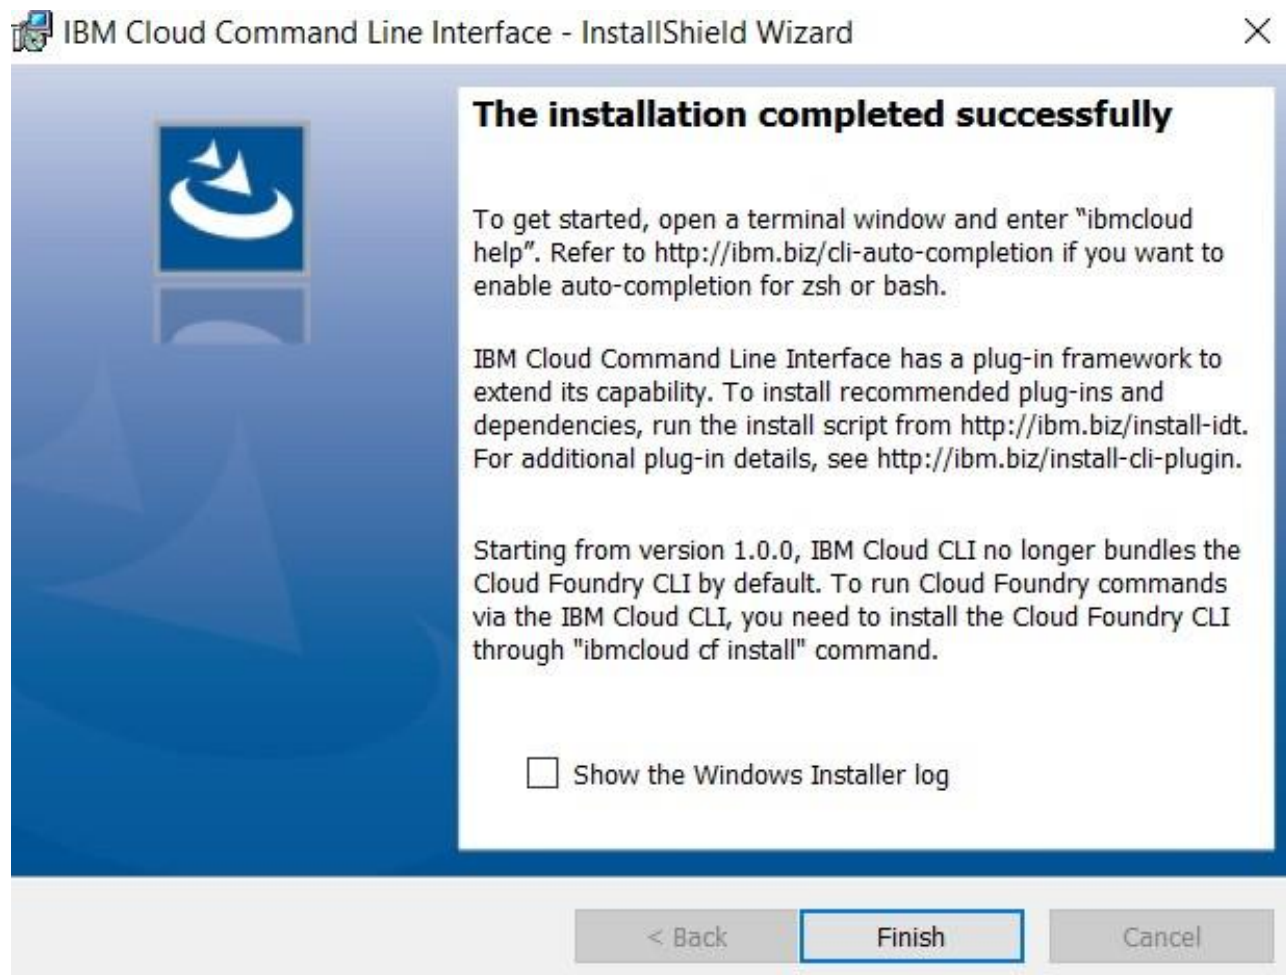 IBM Cloud Command Line Interface - InstallShield Wizard
The installation completed successfully
To get started, open a terminal window and enter “ibmcloud
help”. Refer to http://ibm.biz/cli-auto-completion if you want to
enable auto-completion for zsh or bash.
IBM Cloud Command Line Interface has a plug-in framework to
extend its capability. To install recommended plug-ins and
dependencies, run the install script from http://ibm.biz/install-idt.
For additional plug-in details, see http://ibm.biz/install-cli-plugin.
Starting from version 1.0.0, IBM Cloud CLI no longer bundles the
Cloud Foundry CLI by default. To run Cloud Foundry commands
via the IBM Cloud CLI, you need to install the Cloud Foundry CLI
through "ibmcloud cf install" command.
Show the Windows Installer log
< Back Finish Cancel